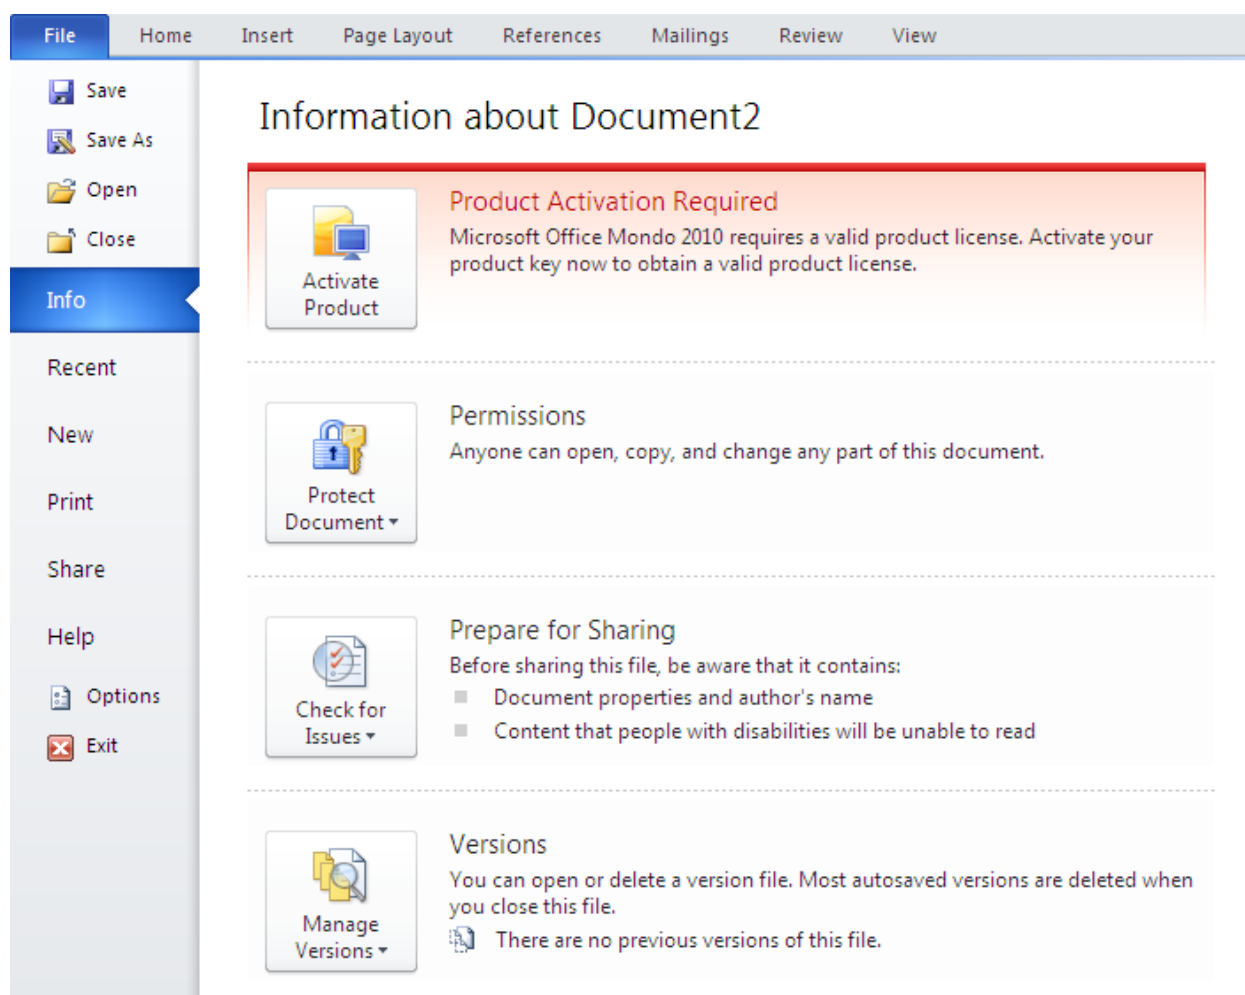 File Home Insert Page Layout References Mailings Review View
Save
Save As
Open
Close
Info
Recent
New
Print
Share
Help
Options
Exit
Information about Document2
Activate
Product
Product Activation Required
Microsoft Office Mondo 2010 requires a valid product license. Activate your
product key now to obtain a valid product license.
Protect
Document
Permissions
Anyone can open, copy, and change any part of this document.
Check for
Issues
Prepare for Sharing
Before sharing this file, be aware that it contains:
Document properties and author's name
Content that people with disabilities will be unable to read
Manage
Versions
Versions
You can open or delete a version file. Most autosaved versions are deleted when
you close this file.
There are no previous versions of this file.